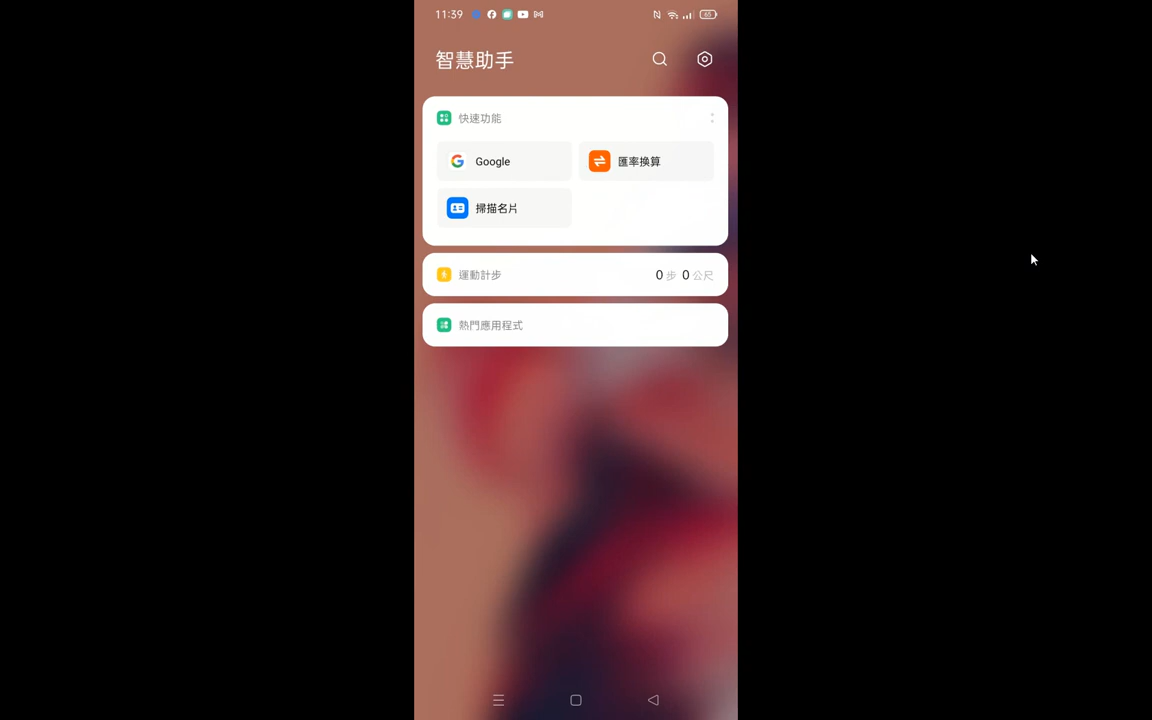 11:39
65
智慧助手
快速功能
Google
匯率換算
掃描名片
運動計步
0 步 0 公尺
熱門應用程式